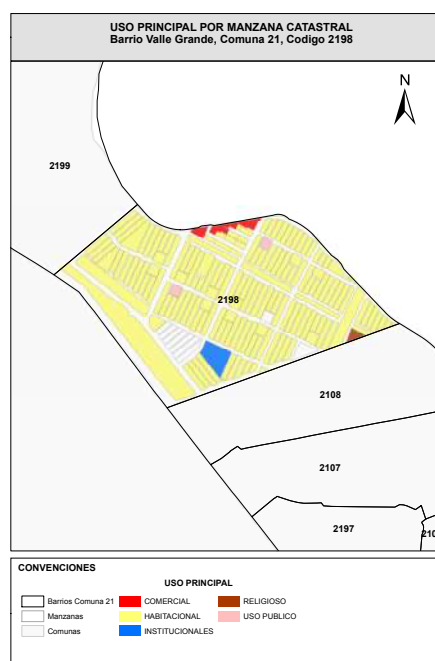 USO PRINCIPAL POR MANZANA CATASTRAL
Barrio Valle Grande, Comuna 21, Codigo 2198
N
2199
2198
2108
2107
2197
210
CONVENCIONES
USO PRINCIPAL
Barrios Comuna 21
COMERCIAL
RELIGIOSO
Manzanas
HABITACIONAL
USO PUBLICO
Comunas
INSTITUCIONALES